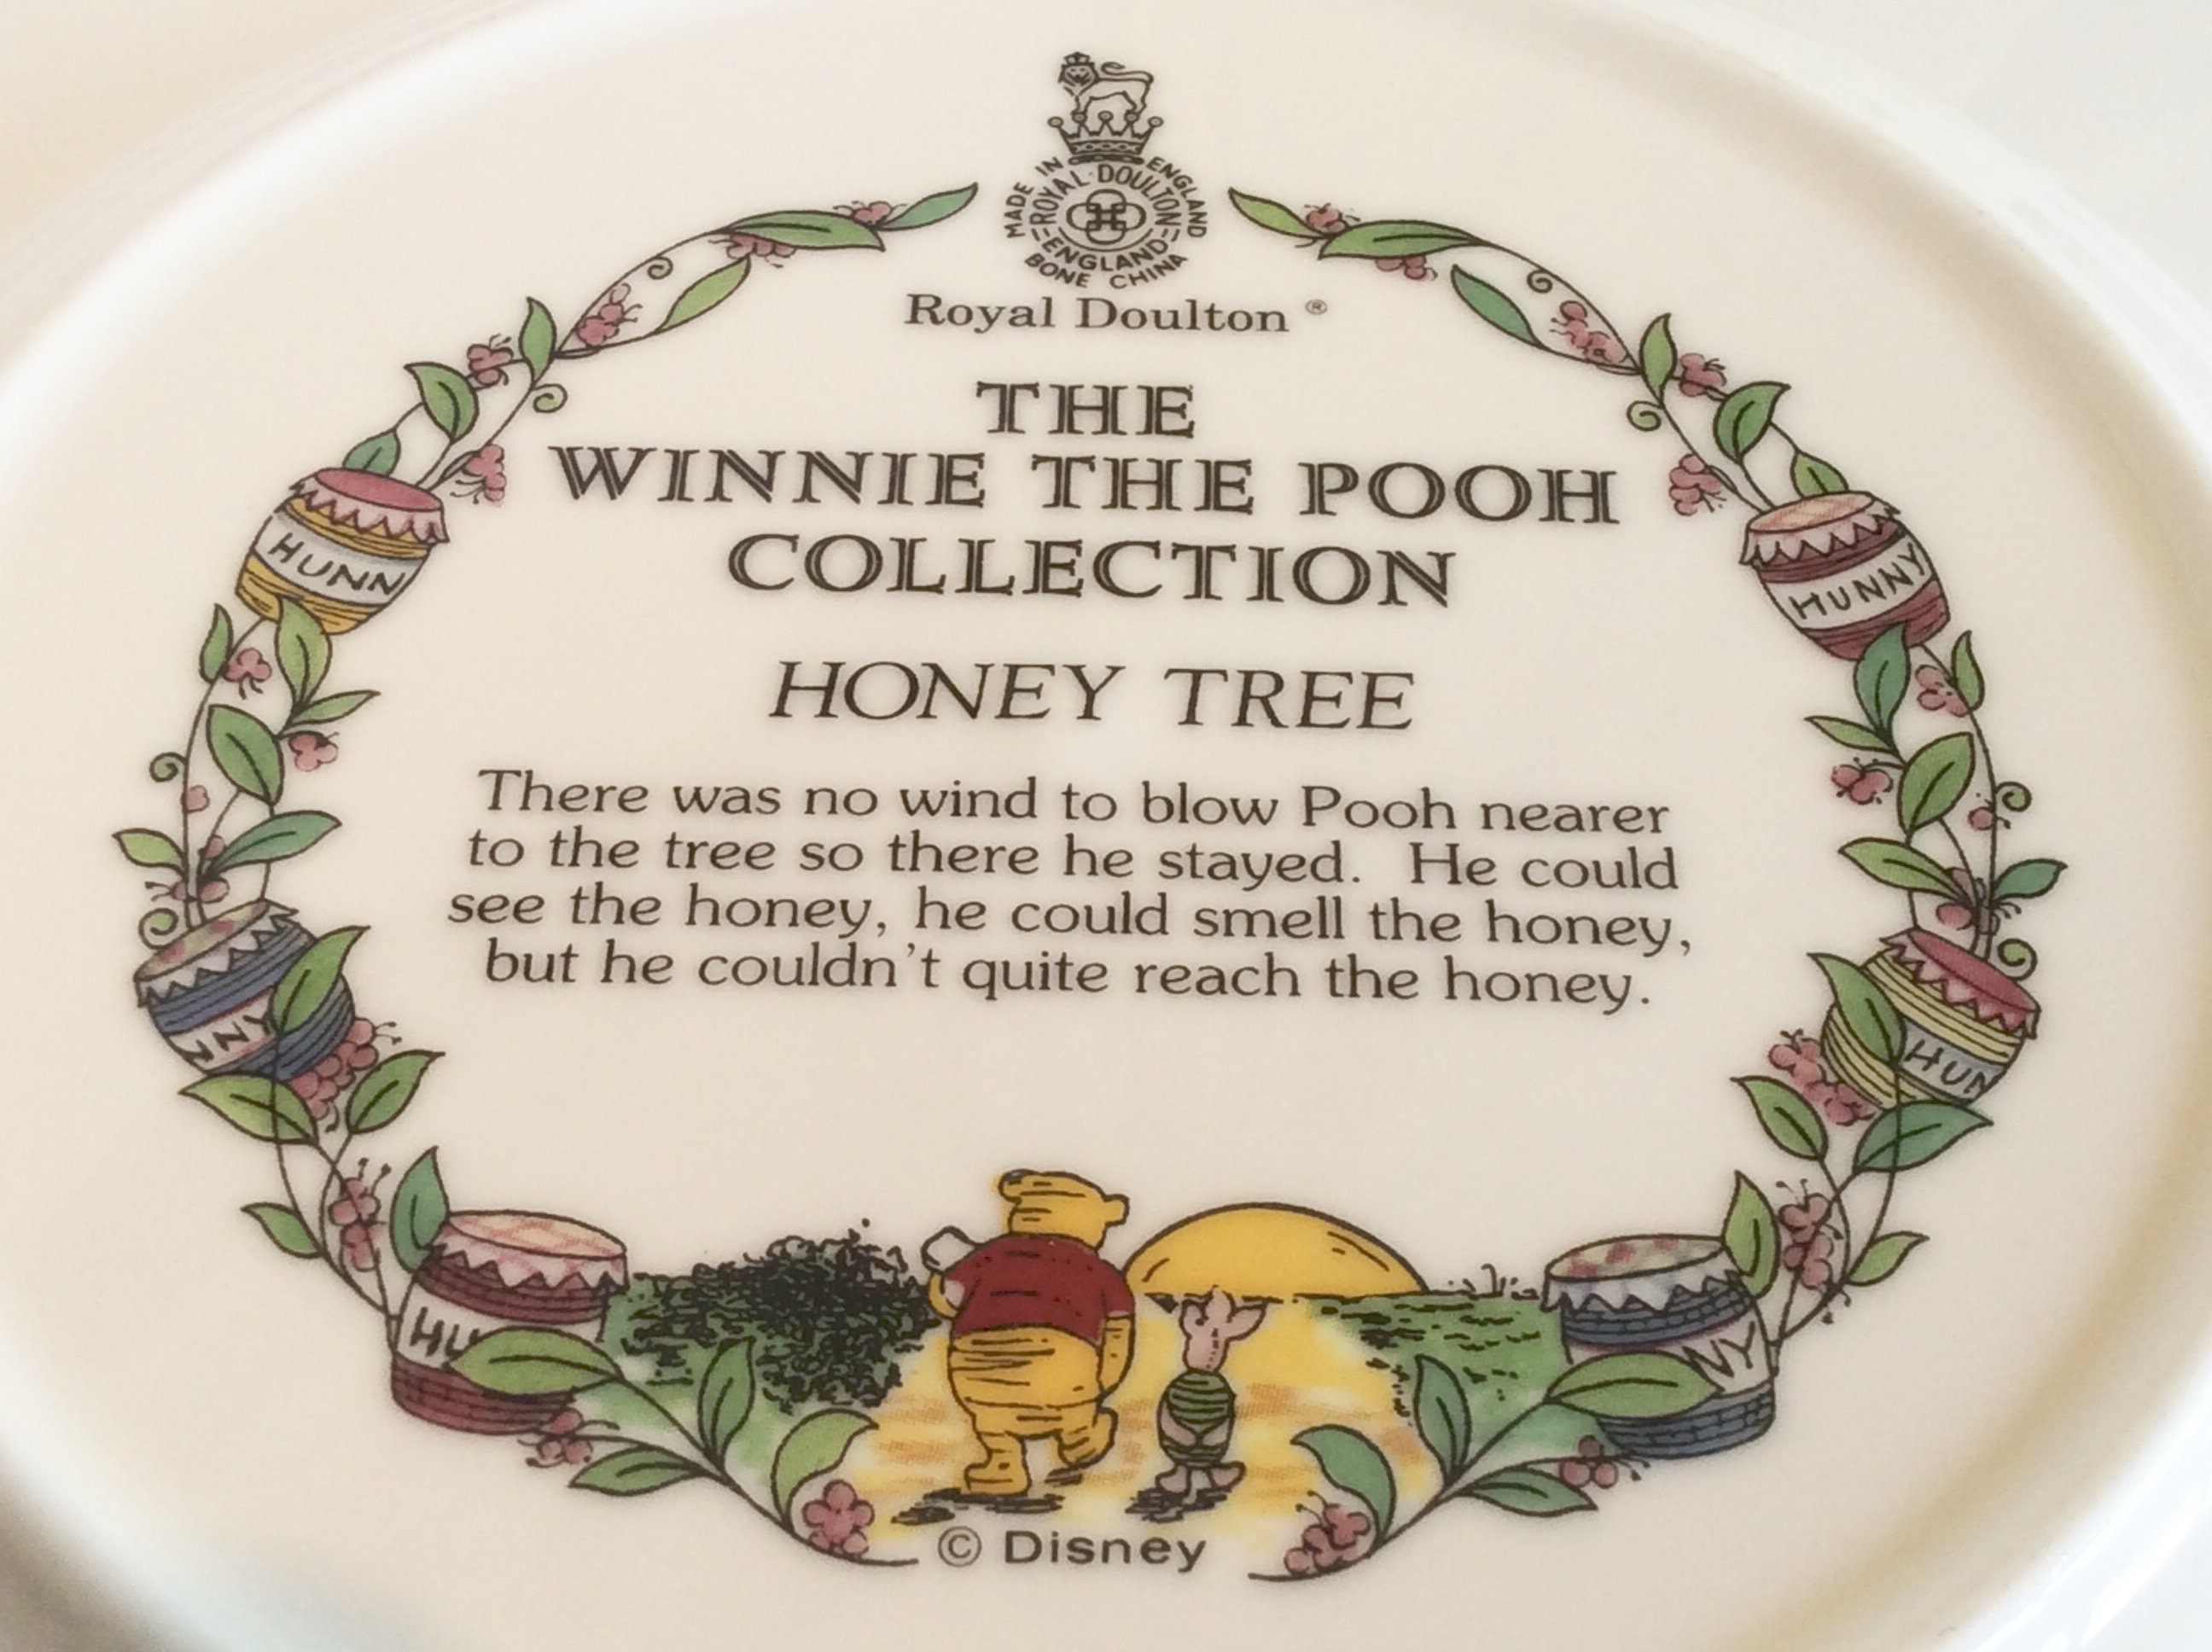 MADE IN ENGLAND
ROYAL·DOULTON
ENGLAND
BONE CHINA
Royal Doulton ®
THE
WINNIE THE POOH
COLLECTION
HONEY TREE
There was no wind to blow Pooh nearer
to the tree so there he stayed. He could
see the honey, he could smell the honey,
but he couldn't quite reach the honey.
HUNN
HUNNY
NNY
HUN
HU
NY
© Disney